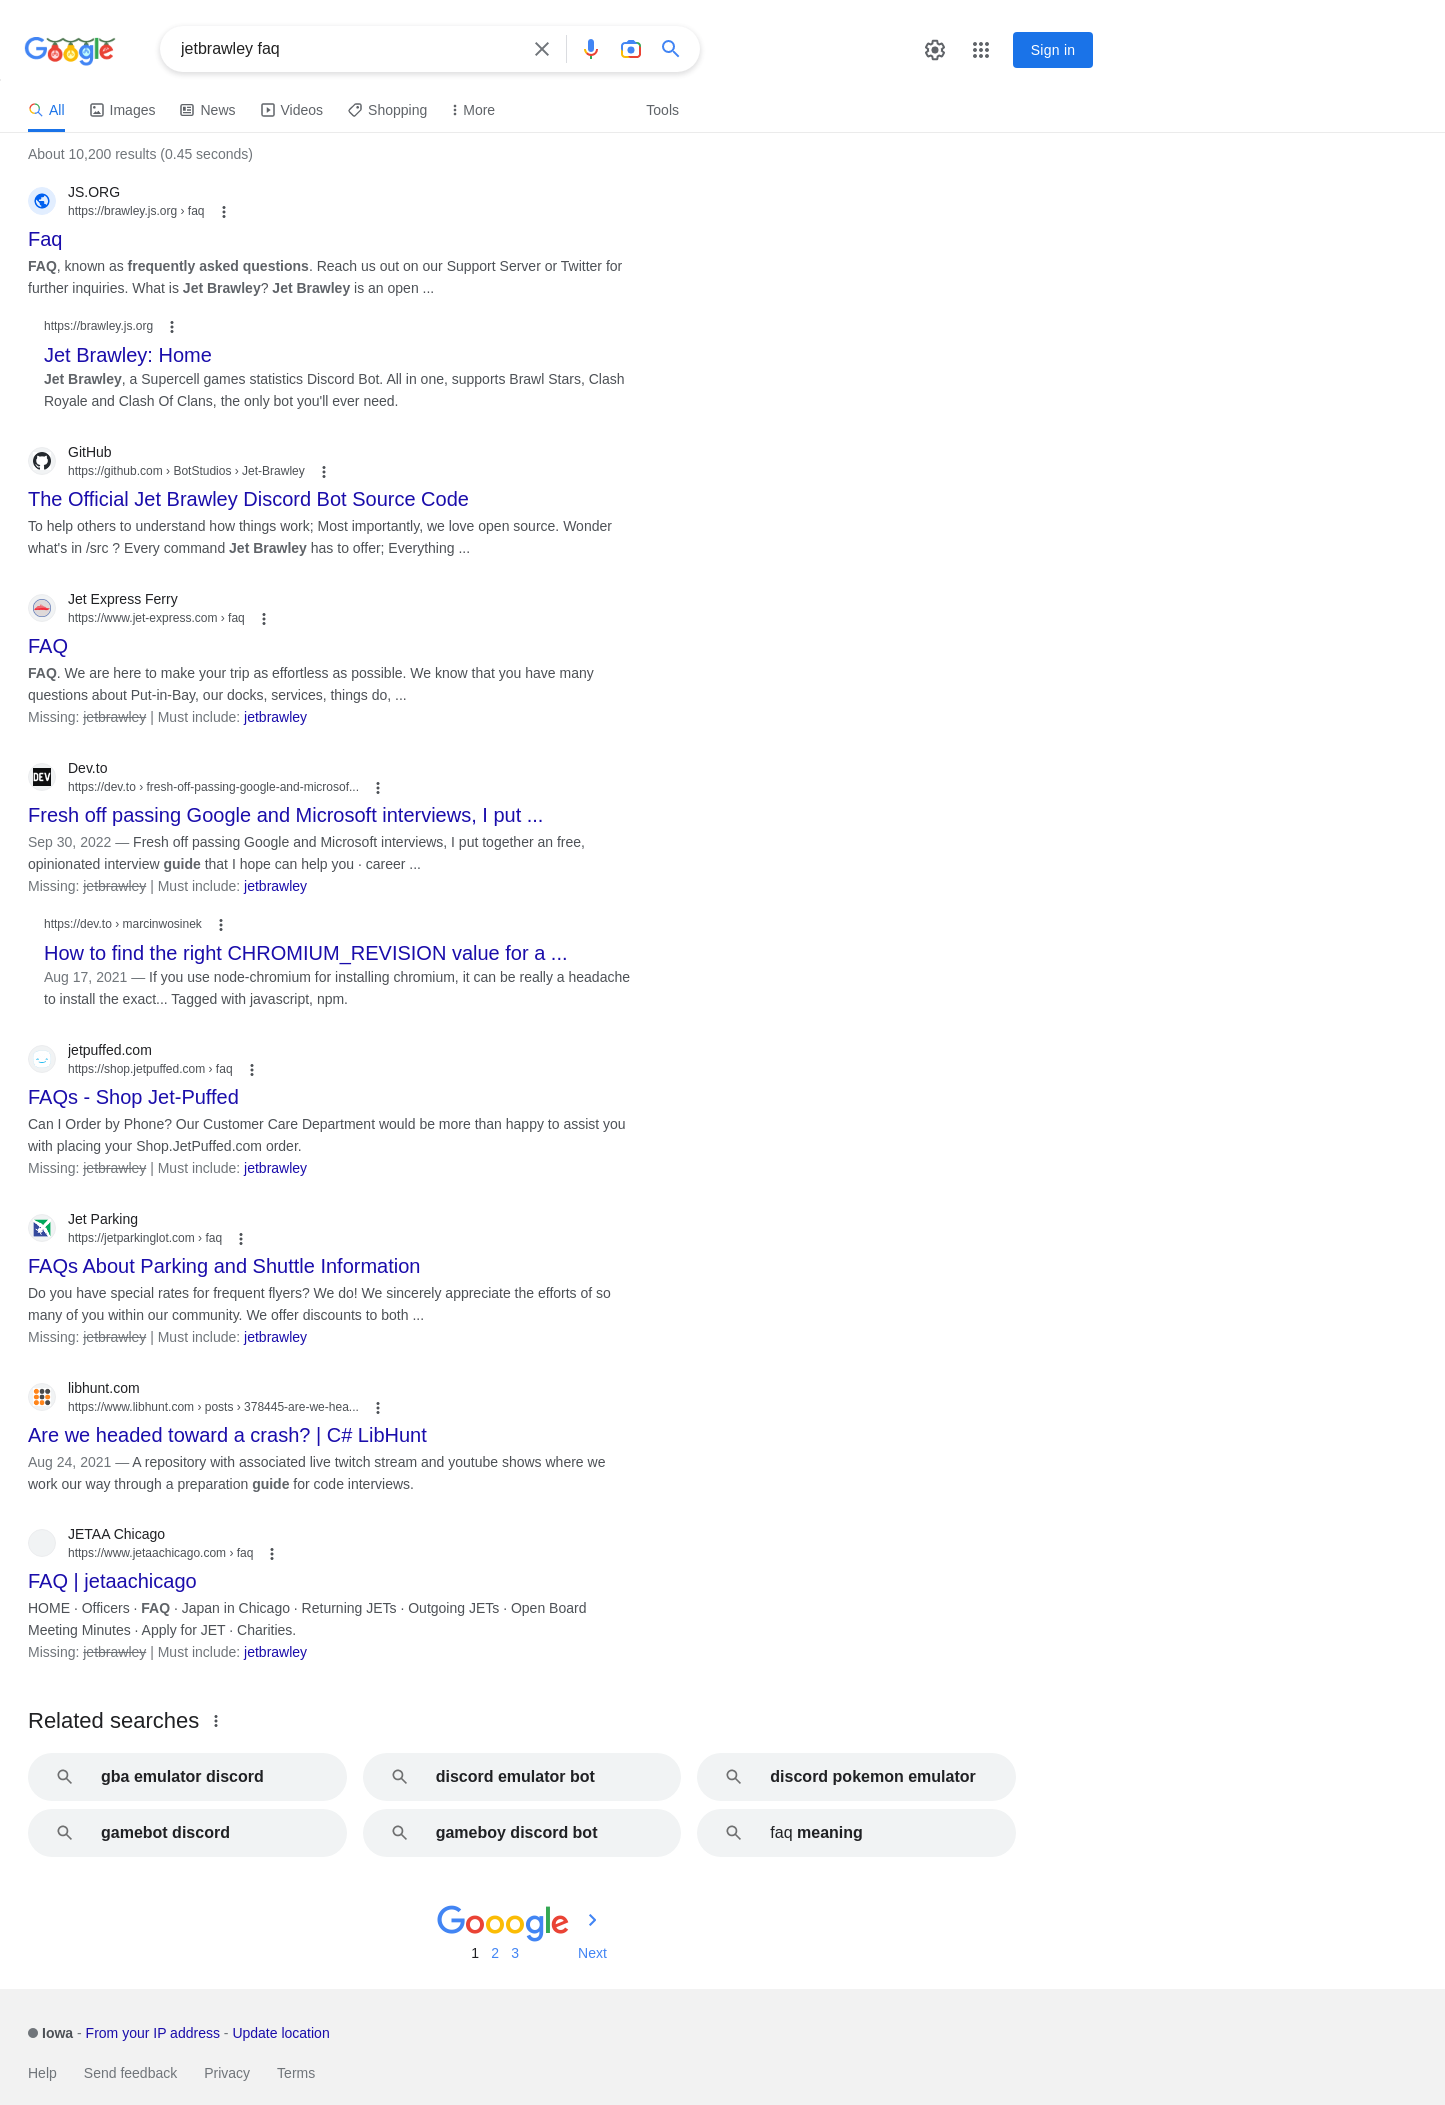 Google
jetbrawley faq
Sign in
All
Images
News
Videos
Shopping
More
Tools
About 10,200 results (0.45 seconds)
JS.ORG
https://brawley.js.org › faq
Faq
FAQ, known as frequently asked questions. Reach us out on our Support Server or Twitter for
further inquiries. What is Jet Brawley? Jet Brawley is an open ...
https://brawley.js.org
Jet Brawley: Home
Jet Brawley, a Supercell games statistics Discord Bot. All in one, supports Brawl Stars, Clash
Royale and Clash Of Clans, the only bot you'll ever need.
GitHub
https://github.com › BotStudios › Jet-Brawley
The Official Jet Brawley Discord Bot Source Code
To help others to understand how things work; Most importantly, we love open source. Wonder
what's in /src ? Every command Jet Brawley has to offer; Everything ...
Jet Express Ferry
https://www.jet-express.com › faq
FAQ
FAQ. We are here to make your trip as effortless as possible. We know that you have many
questions about Put-in-Bay, our docks, services, things do, ...
Missing: jetbrawley | Must include: jetbrawley
DEV
Dev.to
https://dev.to › fresh-off-passing-google-and-microsof...
Fresh off passing Google and Microsoft interviews, I put ...
Sep 30, 2022 — Fresh off passing Google and Microsoft interviews, I put together an free,
opinionated interview guide that I hope can help you · career ...
Missing: jetbrawley | Must include: jetbrawley
https://dev.to › marcinwosinek
How to find the right CHROMIUM_REVISION value for a ...
Aug 17, 2021 — If you use node-chromium for installing chromium, it can be really a headache
to install the exact... Tagged with javascript, npm.
jetpuffed.com
https://shop.jetpuffed.com › faq
FAQs - Shop Jet-Puffed
Can I Order by Phone? Our Customer Care Department would be more than happy to assist you
with placing your Shop.JetPuffed.com order.
Missing: jetbrawley | Must include: jetbrawley
Jet Parking
https://jetparkinglot.com › faq
FAQs About Parking and Shuttle Information
Do you have special rates for frequent flyers? We do! We sincerely appreciate the efforts of so
many of you within our community. We offer discounts to both ...
Missing: jetbrawley | Must include: jetbrawley
libhunt.com
https://www.libhunt.com › posts › 378445-are-we-hea...
Are we headed toward a crash? | C# LibHunt
Aug 24, 2021 — A repository with associated live twitch stream and youtube shows where we
work our way through a preparation guide for code interviews.
JETAA Chicago
https://www.jetaachicago.com › faq
FAQ | jetaachicago
HOME · Officers · FAQ · Japan in Chicago · Returning JETs · Outgoing JETs · Open Board
Meeting Minutes · Apply for JET · Charities.
Missing: jetbrawley | Must include: jetbrawley
Related searches
gba emulator discord
discord emulator bot
discord pokemon emulator
gamebot discord
gameboy discord bot
faq meaning
Gooogle
1 2 3 Next
Iowa - From your IP address - Update location
Help Send feedback Privacy Terms